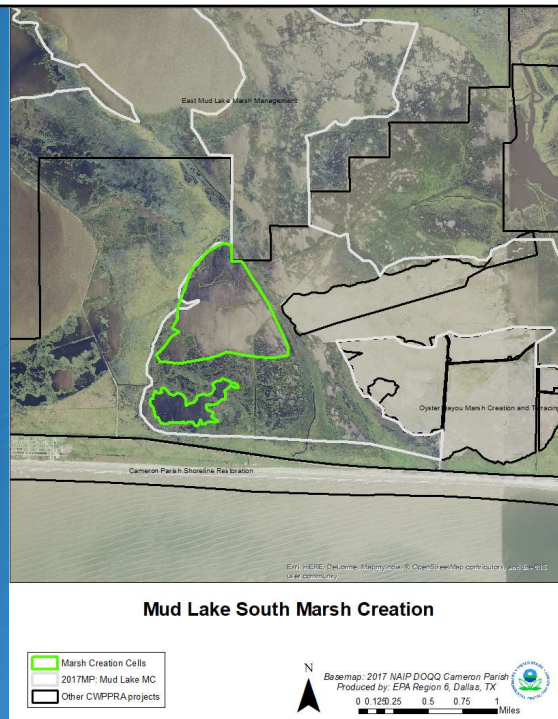 East Mud Lake Marsh Management
Oyster Bayou Marsh Creation and Terracing
Cameron Parish Shoreline Restoration
Esri, HERE, DeLorme, MapmyIndia, © OpenStreetMap contributors, and the GIS
user community
Mud Lake South Marsh Creation
Marsh Creation Cells
2017MP: Mud Lake MC
Other CWPPRA projects
N
Basemap: 2017 NAIP DOQQ Cameron Parish
Produced by: EPA Region 6, Dallas, TX
0 0.125 0.25 0.5 0.75 1
Miles